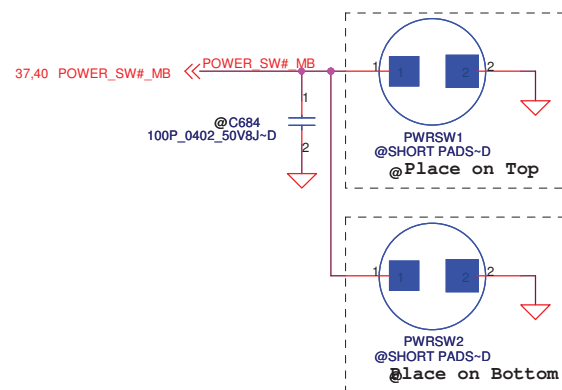 37,40 POWER_SW#_MB
POWER_SW#_MB
1
1
2
2
PWRSW1
@SHORT PADS~D
@Place on Top
1
@C684
100P_0402_50V8J~D
2
1
1
2
2
PWRSW2
@SHORT PADS~D
@Place on Bottom